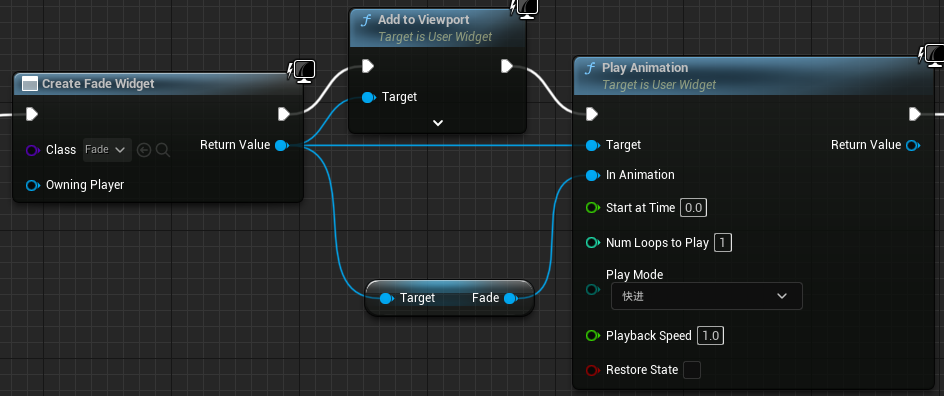 Add to Viewport
Target is User Widget
Target
Create Fade Widget
Class
Fade
Return Value
Owning Player
Target
Fade
Play Animation
Target is User Widget
Target
Return Value
In Animation
Start at Time
0.0
Num Loops to Play
1
Play Mode
快进
Playback Speed
1.0
Restore State